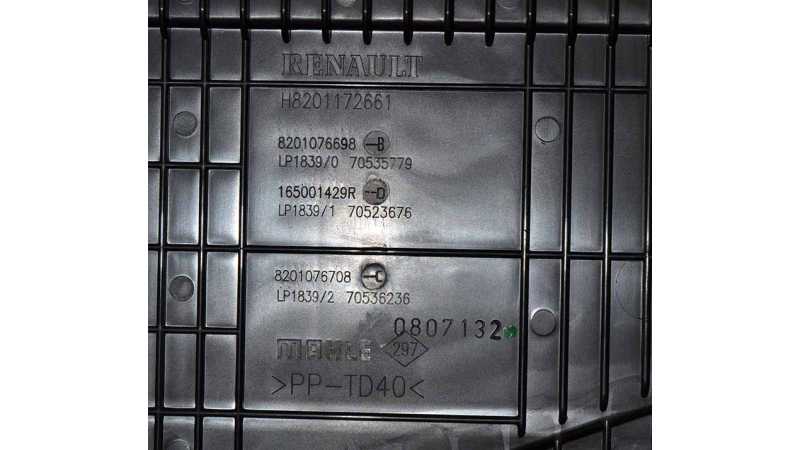 RENAULT
H8201172661
8201076698 -B
LP1839/0 70535779
165001429R --D
LP1839/1 70523676
8201076708 -C
LP1839/2 70536236
0807132
MAHLE 297
>PP-TD40<